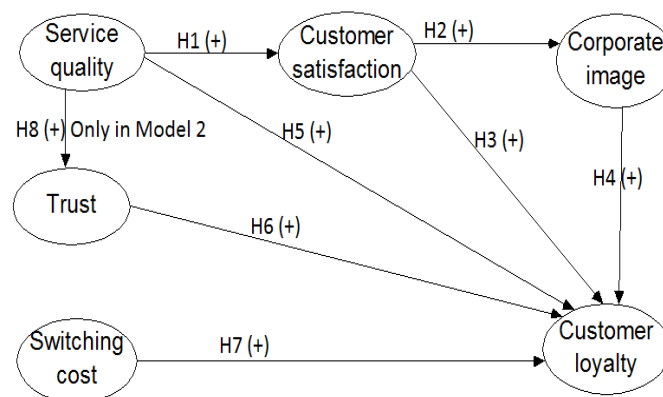 Service
quality
H1 (+)
Customer
satisfaction
H2 (+)
Corporate
image
H8 (+) Only in Model 2
H5 (+)
H3 (+)
H4 (+)
Trust
H6 (+)
Switching
cost
H7 (+)
Customer
loyalty